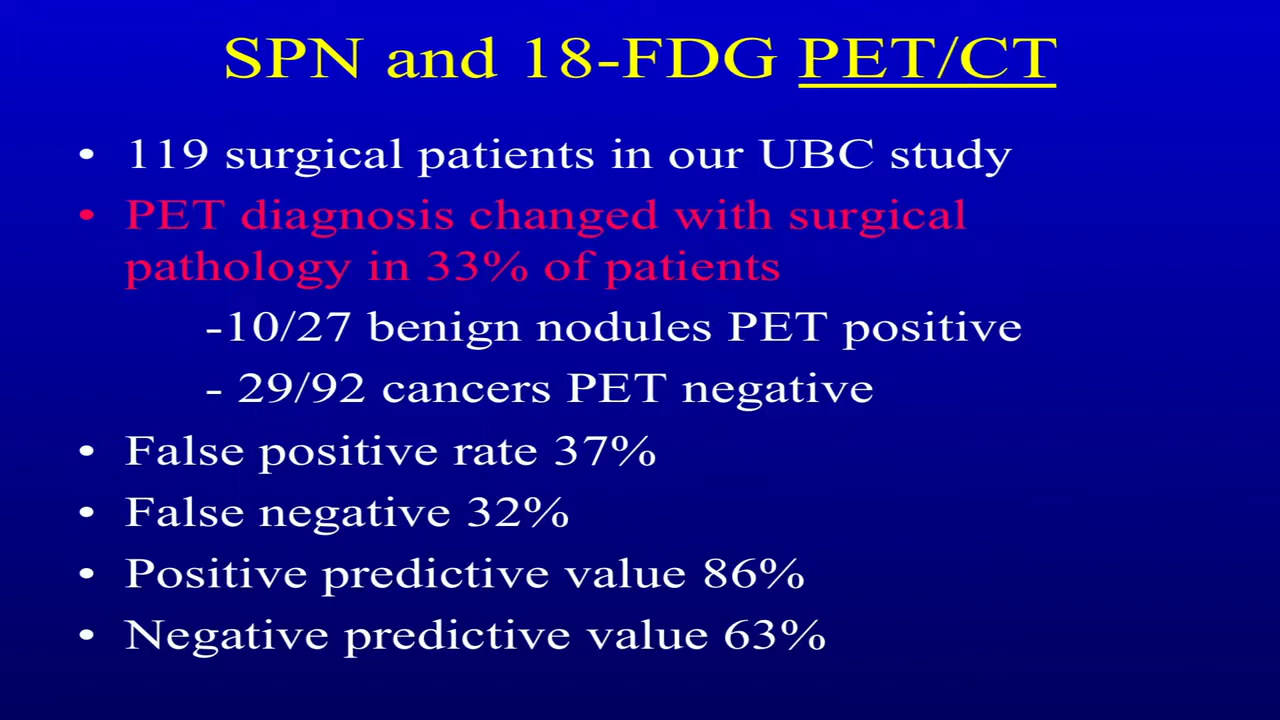 SPN and 18-FDG PET/CT
• 119 surgical patients in our UBC study
• PET diagnosis changed with surgical
pathology in 33% of patients
-10/27 benign nodules PET positive
- 29/92 cancers PET negative
• False positive rate 37%
• False negative 32%
• Positive predictive value 86%
• Negative predictive value 63%